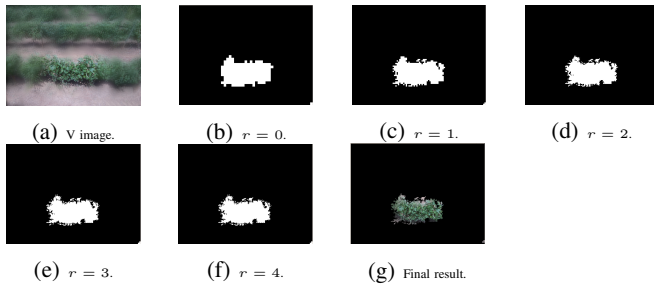 (a) V image.
(b) r = 0.
(c) r = 1.
(d) r = 2.
(e) r = 3.
(f) r = 4.
(g) Final result.